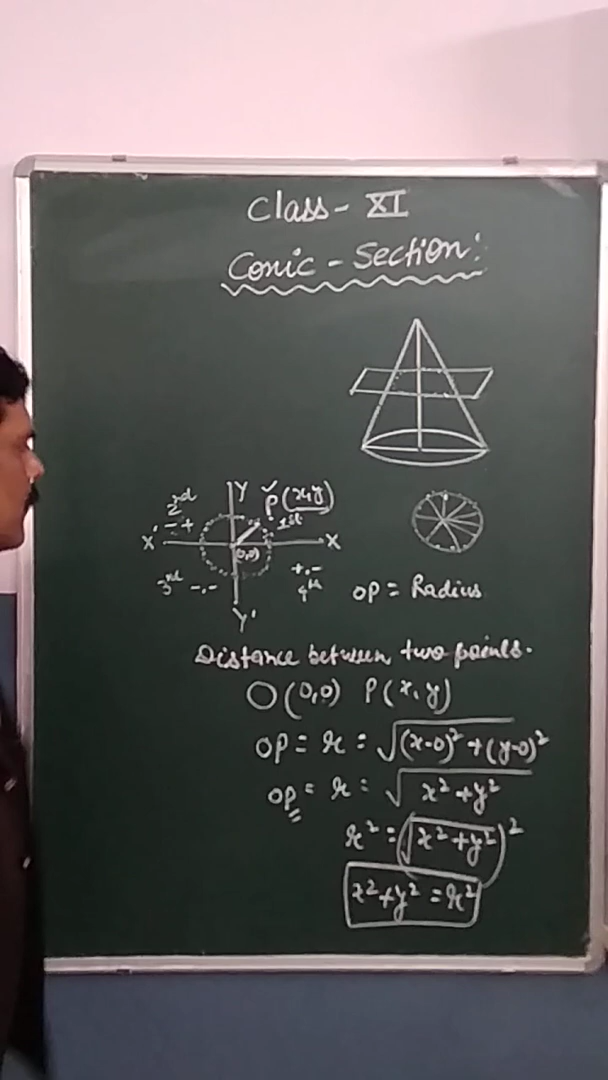 Class - XI
Conic - Section:
Y
P(x,y)
2nd
1st
- +
X'
(0,0)
X
3rd
-,-
+,-
4th
Y'
OP = Radius
Distance between two points.
O(0,0) P(x,y)
OP = r = √(x-0)² + (y-0)²
OP = r = √x² + y²
r² = (√x² + y²)²
x² + y² = r²